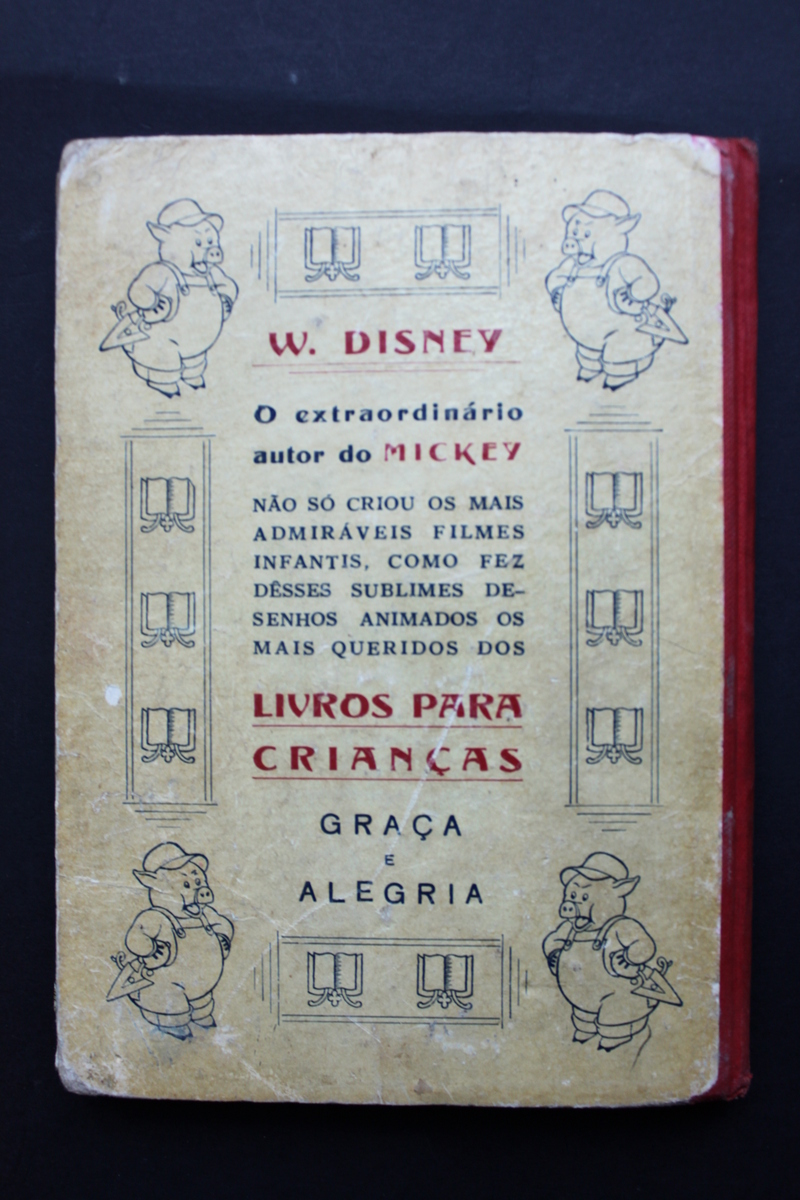 W. DISNEY
O extraordinário
autor do MICKEY
NÃO SÓ CRIOU OS MAIS
ADMIRÁVEIS FILMES
INFANTIS, COMO FEZ
DÊSSES SUBLIMES DE-
SENHOS ANIMADOS OS
MAIS QUERIDOS DOS
LIVROS PARA
CRIANÇAS
GRAÇA
E
ALEGRIA